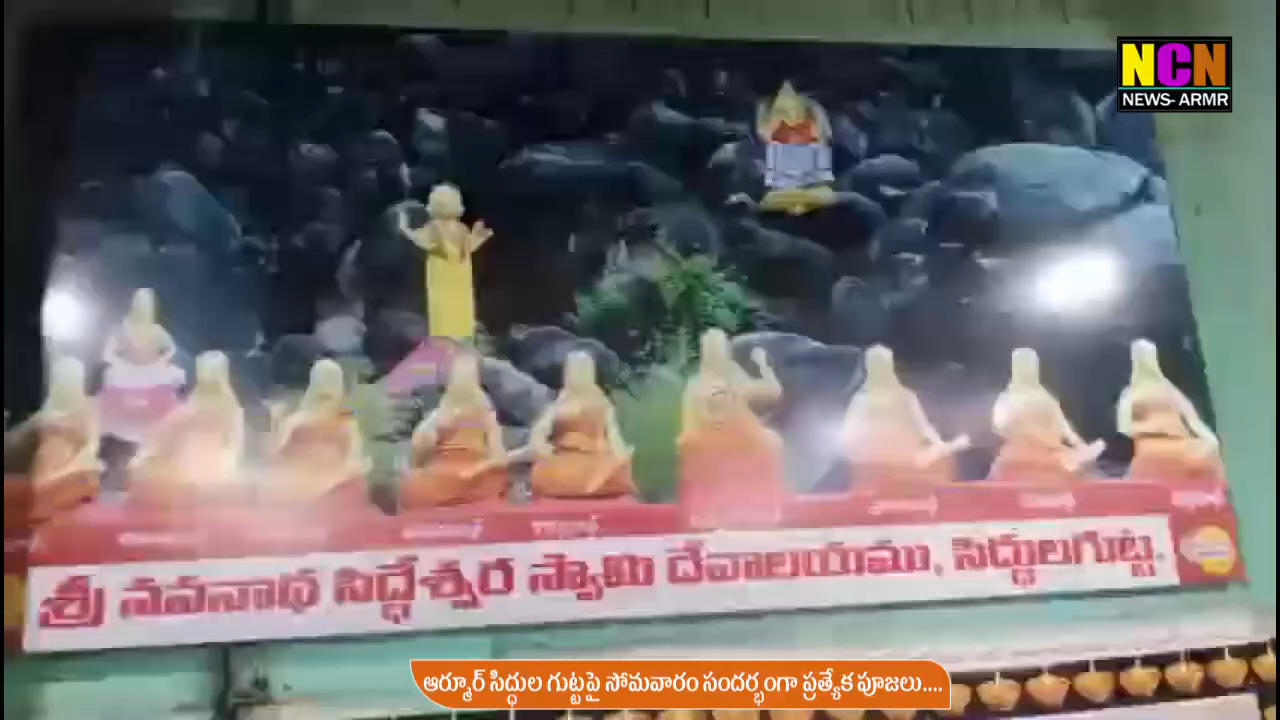 NCN
NEWS- ARMR
శ్రీ నవనాథ సిద్ధేశ్వర స్వామి దేవాలయము, సిద్దులగుట్ట.
ఆర్మూర్ సిద్ధుల గుట్టపై సోమవారం సందర్భంగా ప్రత్యేక పూజలు....